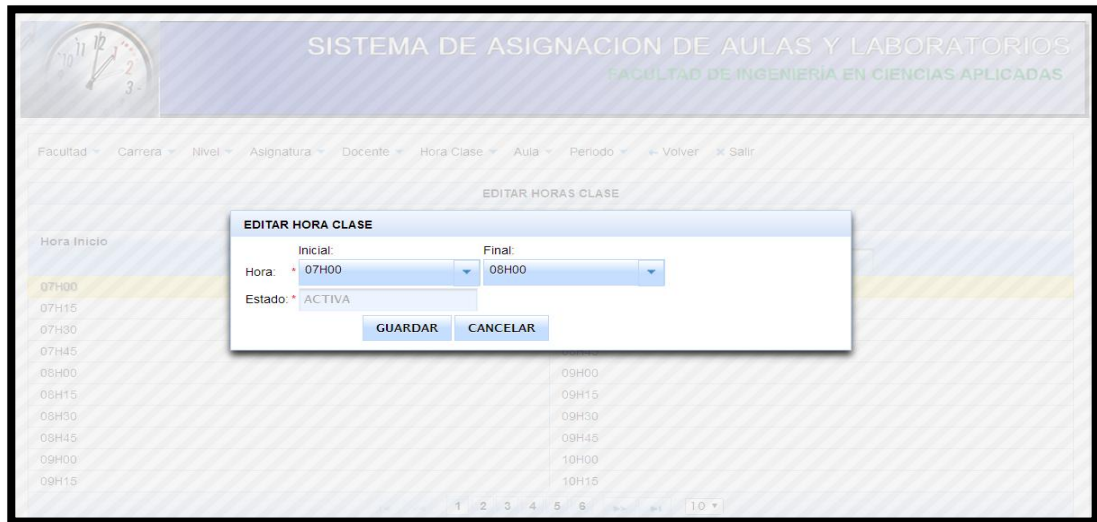 SISTEMA DE ASIGNACION DE AULAS Y LABORATORIOS
FACULTAD DE INGENIERÍA EN CIENCIAS APLICADAS
Facultad Carrera Nivel Asignatura Docente Hora Clase Aula Periodo Volver Salir
EDITAR HORAS CLASE
EDITAR HORA CLASE
Hora Inicio
Inicial: Final:
Hora: * 07H00 08H00
Estado: * ACTIVA
GUARDAR CANCELAR
07H00
07H15
07H30
07H45
08H00 09H00
08H15 09H15
08H30 09H30
08H45 09H45
09H00 10H00
09H15 10H15
1 2 3 4 5 6 10